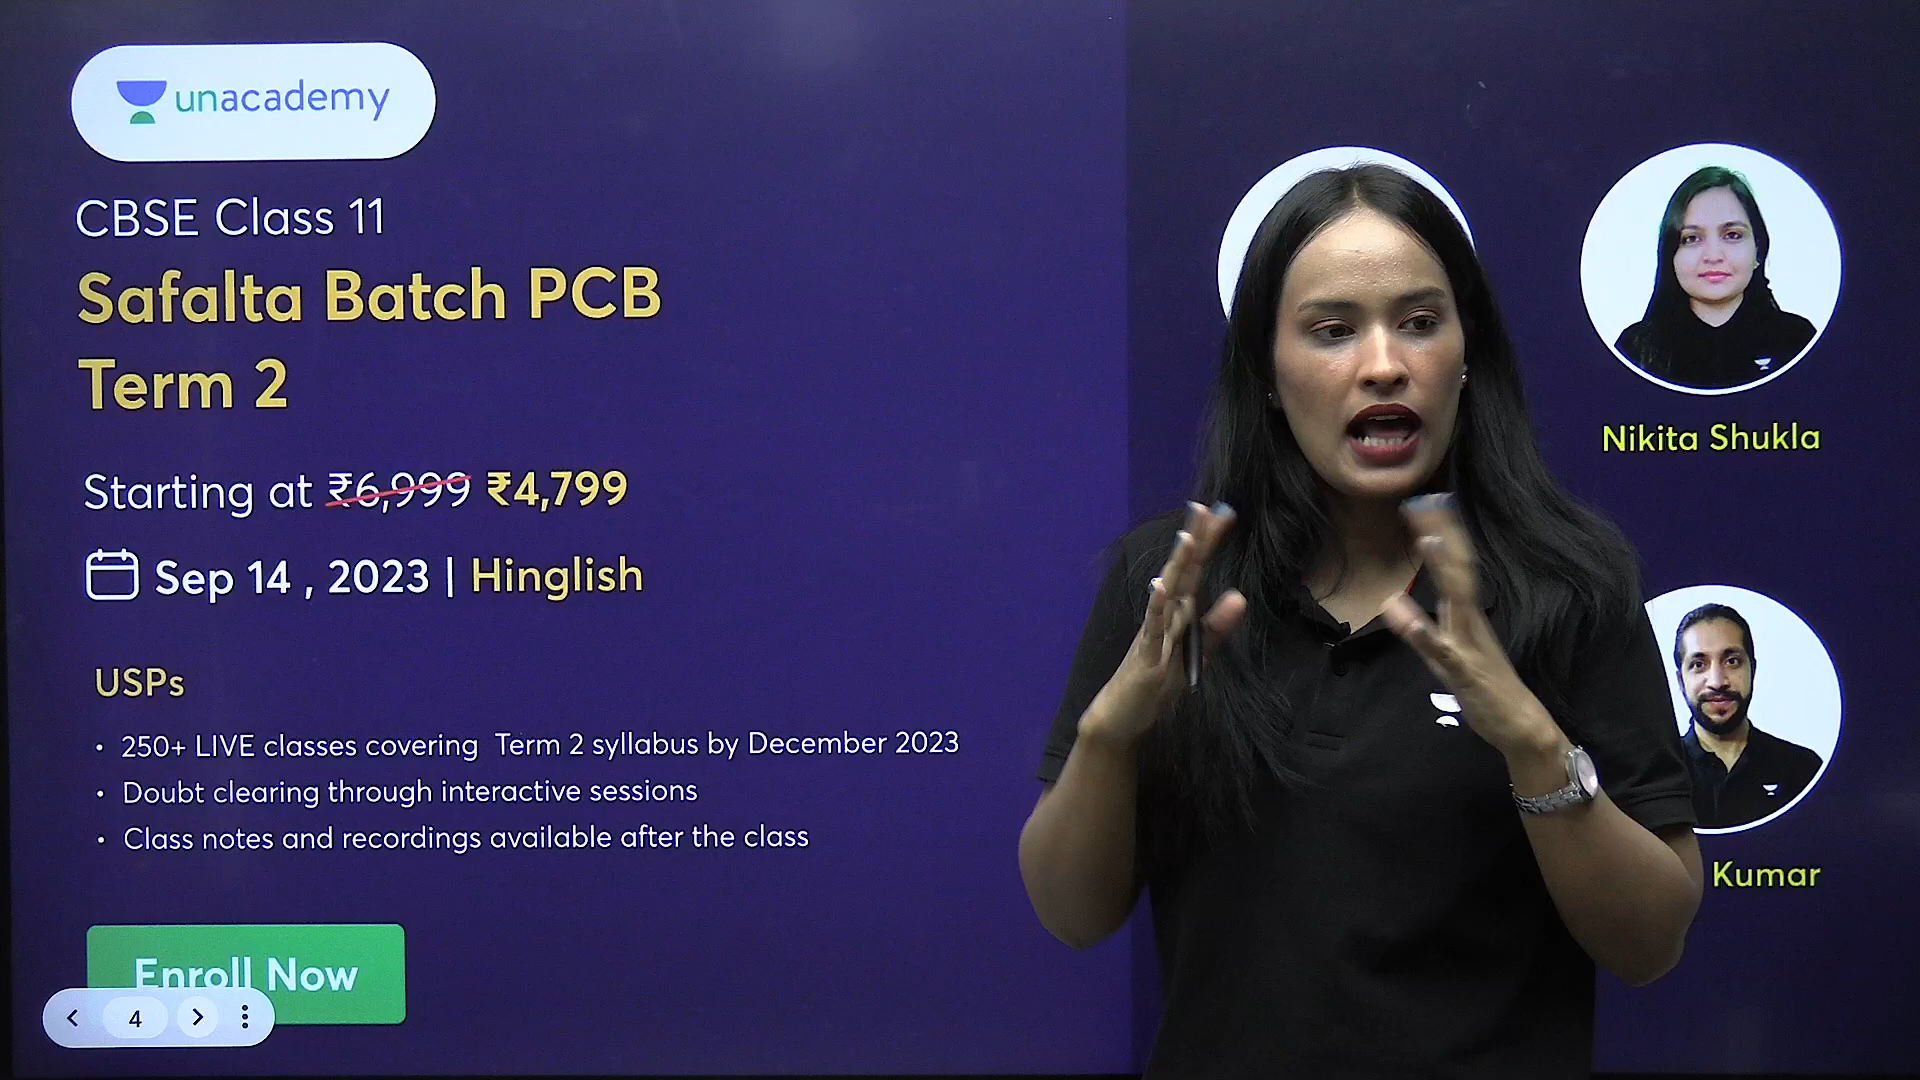 unacademy
CBSE Class 11
Safalta Batch PCB
Term 2
Starting at ₹6,999 ₹4,799
Sep 14 , 2023 | Hinglish
USPs
• 250+ LIVE classes covering Term 2 syllabus by December 2023
• Doubt clearing through interactive sessions
• Class notes and recordings available after the class
Enroll Now
4
Nikita Shukla
Kumar